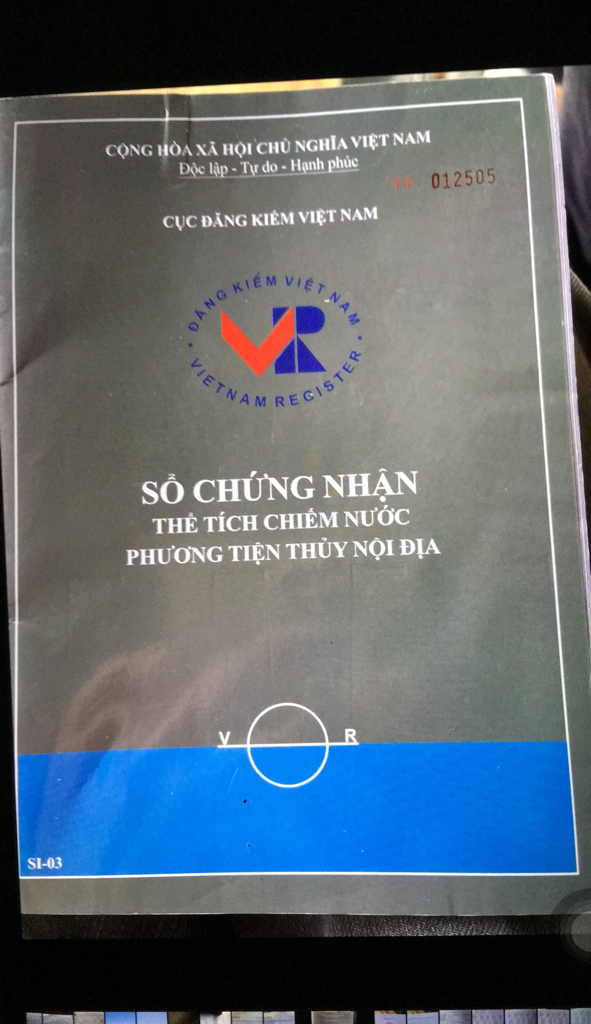 CỘNG HÒA XÃ HỘI CHỦ NGHĨA VIỆT NAM
Độc lập - Tự do - Hạnh phúc
TT 012505
CỤC ĐĂNG KIỂM VIỆT NAM
ĐĂNG KIỂM VIỆT NAM
VR
VIETNAM REGISTER
SỔ CHỨNG NHẬN
THỂ TÍCH CHIẾM NƯỚC
PHƯƠNG TIỆN THỦY NỘI ĐỊA
V R
SI-03